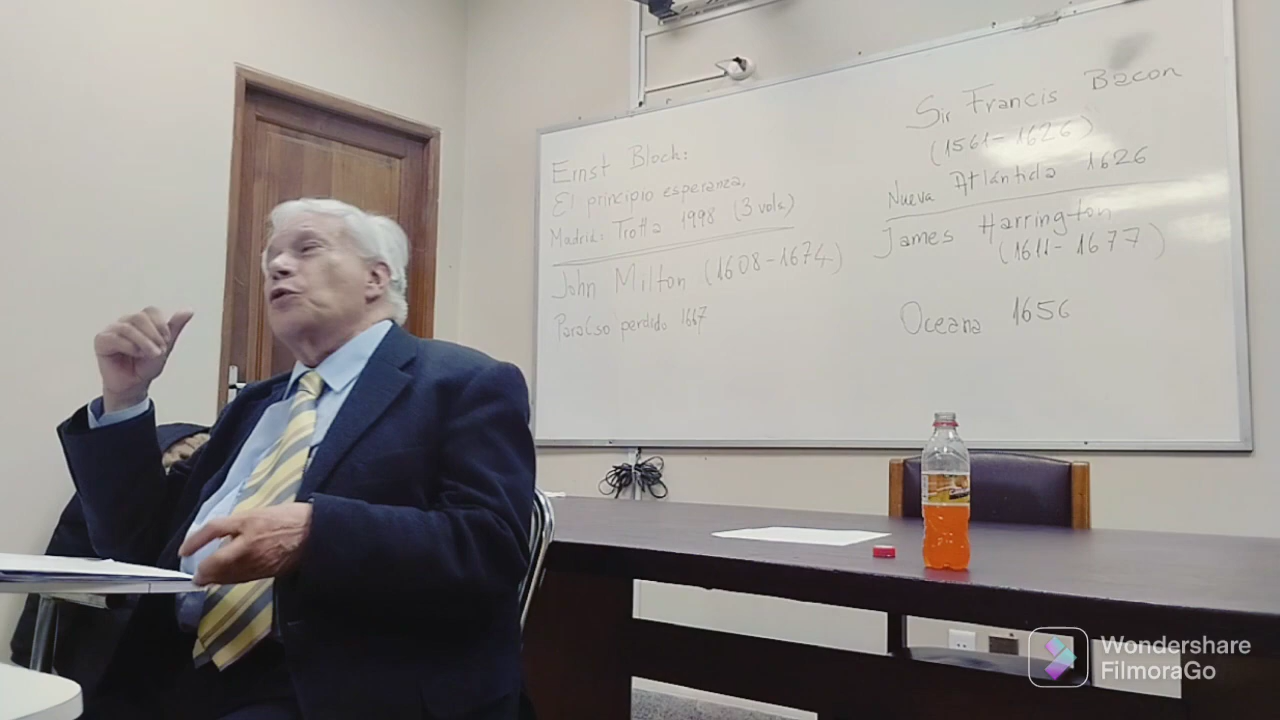 Ernst Bloch:
El principio esperanza,
Madrid: Trotta 1998 (3 vols)
John Milton (1608-1674)
Paraíso perdido 1667
Sir Francis Bacon
(1561-1626)
Nueva Atlántida 1626
James Harrington
(1611-1677)
Oceana 1656
Wondershare
FilmoraGo